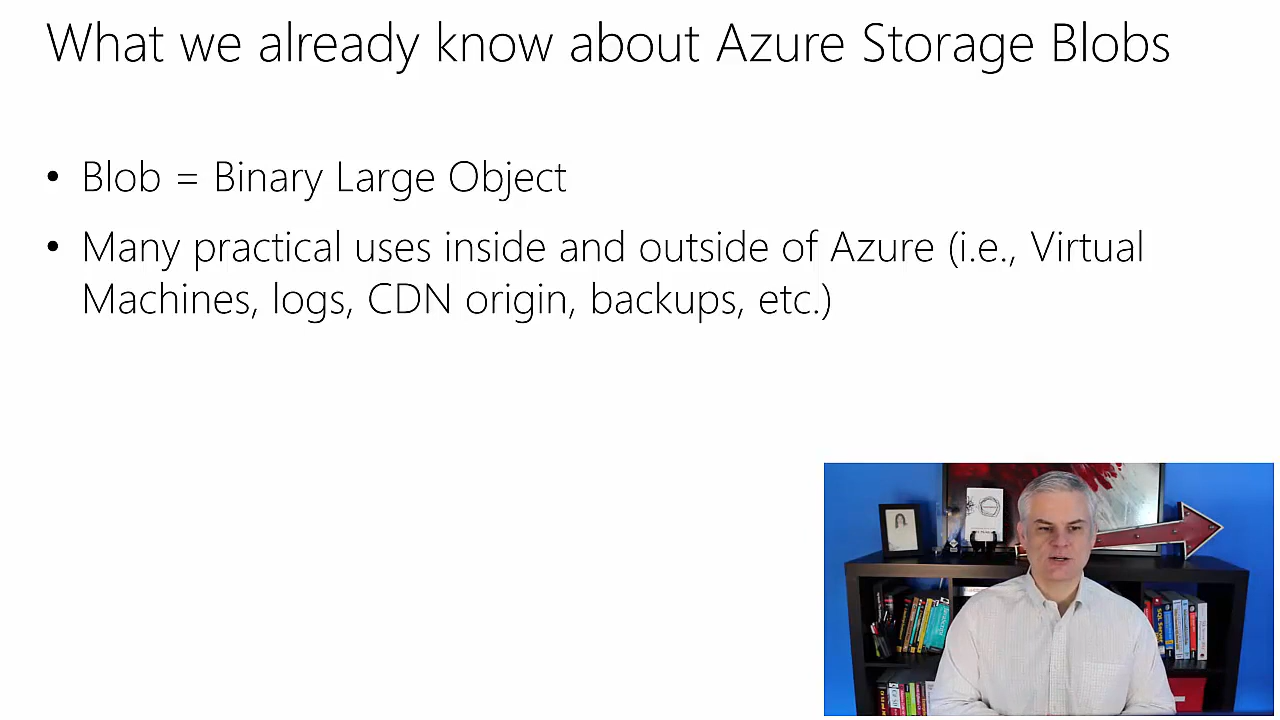 What we already know about Azure Storage Blobs
• Blob = Binary Large Object
• Many practical uses inside and outside of Azure (i.e., Virtual
Machines, logs, CDN origin, backups, etc.)